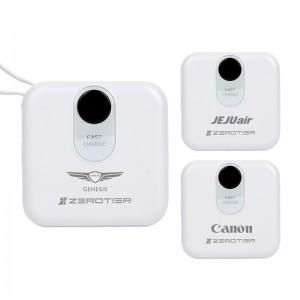 FAST
CHARGE
GENESIS
ZEROTIER
FAST
CHARGE
JEJUair
ZEROTIER
FAST
CHARGE
Canon
ZEROTIER